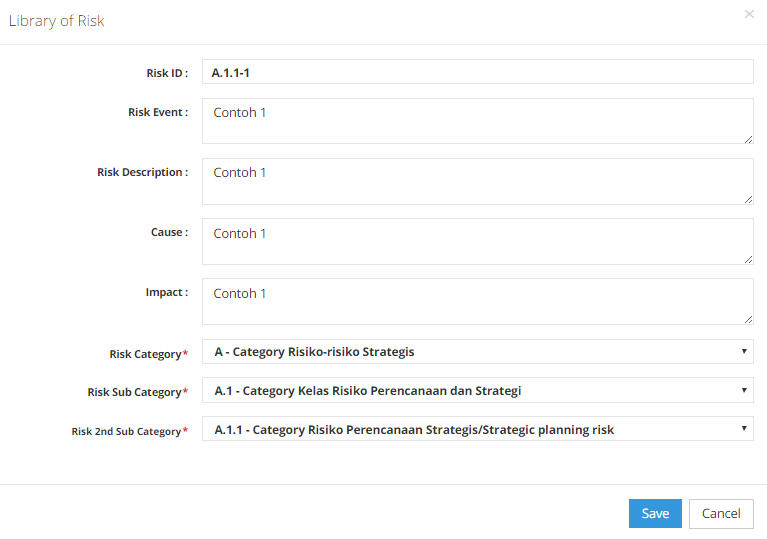 Library of Risk
×
Risk ID : A.1.1-1
Risk Event : Contoh 1
Risk Description : Contoh 1
Cause : Contoh 1
Impact : Contoh 1
Risk Category* A - Category Risiko-risiko Strategis
Risk Sub Category* A.1 - Category Kelas Risiko Perencanaan dan Strategi
Risk 2nd Sub Category* A.1.1 - Category Risiko Perencanaan Strategis/Strategic planning risk
Save Cancel